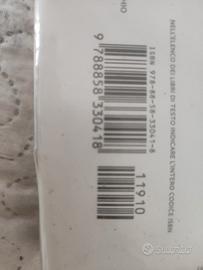 NELL'ELENCO DEI LIBRI DI TESTO INDICARE L'INTERO CODICE ISBN
ISBN 978-88-58-33041-8
9 788858 330418
11910
subito